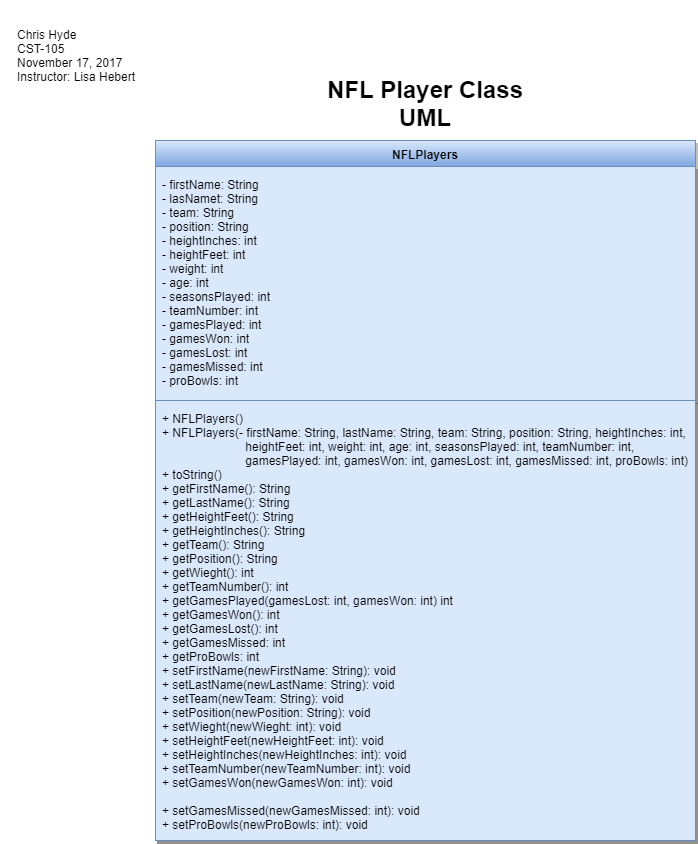 Chris Hyde
CST-105
November 17, 2017
Instructor: Lisa Hebert
NFL Player Class
UML
NFLPlayers
- firstName: String
- lasNamet: String
- team: String
- position: String
- heightInches: int
- heightFeet: int
- weight: int
- age: int
- seasonsPlayed: int
- teamNumber: int
- gamesPlayed: int
- gamesWon: int
- gamesLost: int
- gamesMissed: int
- proBowls: int
+ NFLPlayers()
+ NFLPlayers(- firstName: String, lastName: String, team: String, position: String, heightInches: int,
heightFeet: int, weight: int, age: int, seasonsPlayed: int, teamNumber: int,
gamesPlayed: int, gamesWon: int, gamesLost: int, gamesMissed: int, proBowls: int)
+ toString()
+ getFirstName(): String
+ getLastName(): String
+ getHeightFeet(): String
+ getHeightInches(): String
+ getTeam(): String
+ getPosition(): String
+ getWieght(): int
+ getTeamNumber(): int
+ getGamesPlayed(gamesLost: int, gamesWon: int) int
+ getGamesWon(): int
+ getGamesLost(): int
+ getGamesMissed: int
+ getProBowls: int
+ setFirstName(newFirstName: String): void
+ setLastName(newLastName: String): void
+ setTeam(newTeam: String): void
+ setPosition(newPosition: String): void
+ setWieght(newWieght: int): void
+ setHeightFeet(newHeightFeet: int): void
+ setHeightInches(newHeightInches: int): void
+ setTeamNumber(newTeamNumber: int): void
+ setGamesWon(newGamesWon: int): void
+ setGamesMissed(newGamesMissed: int): void
+ setProBowls(newProBowls: int): void